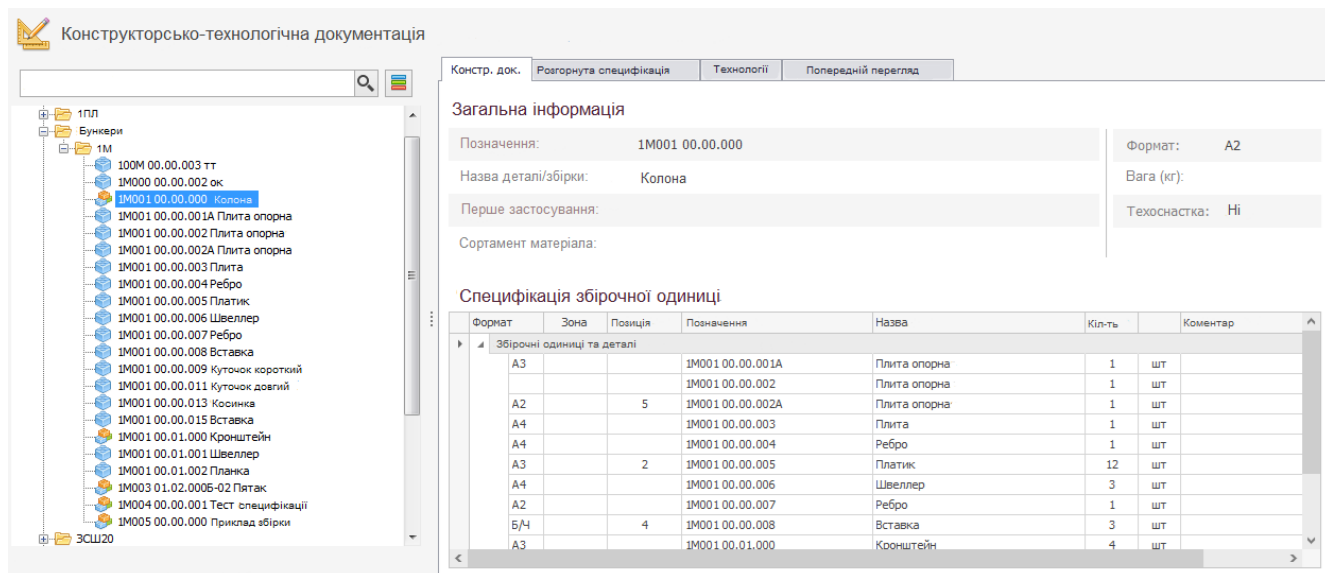 Конструкторсько-технологічна документація
1ПЛ
Бункери
1М
100М 00.00.003 тт
1М000 00.00.002 ок
1М001 00.00.000 Колона
1М001 00.00.001А Плита опорна
1М001 00.00.002 Плита опорна
1М001 00.00.002А Плита опорна
1М001 00.00.003 Плита
1М001 00.00.004 Ребро
1М001 00.00.005 Платик
1М001 00.00.006 Швеллер
1М001 00.00.007 Ребро
1М001 00.00.008 Вставка
1М001 00.00.009 Куточок короткий
1М001 00.00.011 Куточок довгий
1М001 00.00.013 Косинка
1М001 00.00.015 Вставка
1М001 00.01.000 Кронштейн
1М001 00.01.001 Швеллер
1М001 00.01.002 Планка
1М003 01.02.000Б-02 Пятак
1М004 00.00.001 Тест специфікації
1М005 00.00.000 Приклад збірки
ЗСШ20
Констр. док. Розгорнута специфікація Технології Попередній перегляд
Загальна інформація
Позначення: 1М001 00.00.000 Формат: А2
Назва деталі/збірки: Колона Вага (кг):
Перше застосування: Техоснастка: Ні
Сортамент матеріала:
Специфікація збірочної одиниці
Формат Зона Позиція Позначення Назва Кіл-ть Коментар
Збірочні одиниці та деталі
А3 1М001 00.00.001А Плита опорна 1 шт
1М001 00.00.002 Плита опорна 1 шт
А2 5 1М001 00.00.002А Плита опорна 1 шт
А4 1М001 00.00.003 Плита 1 шт
А4 1М001 00.00.004 Ребро 1 шт
А3 2 1М001 00.00.005 Платик 12 шт
А4 1М001 00.00.006 Швеллер 3 шт
А2 1М001 00.00.007 Ребро 1 шт
Б/Ч 4 1М001 00.00.008 Вставка 3 шт
А3 1М001 00.01.000 Кронштейн 4 шт